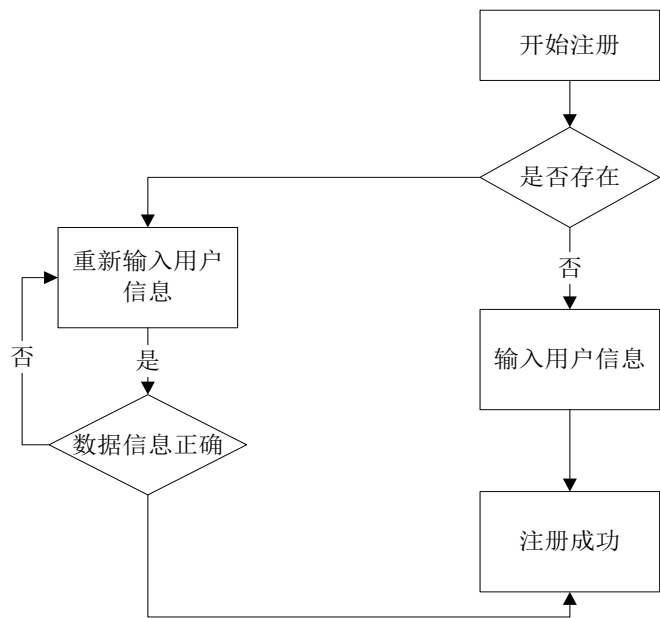 开始注册
是否存在
重新输入用户
信息
否
输入用户信息
否
是
数据信息正确
注册成功